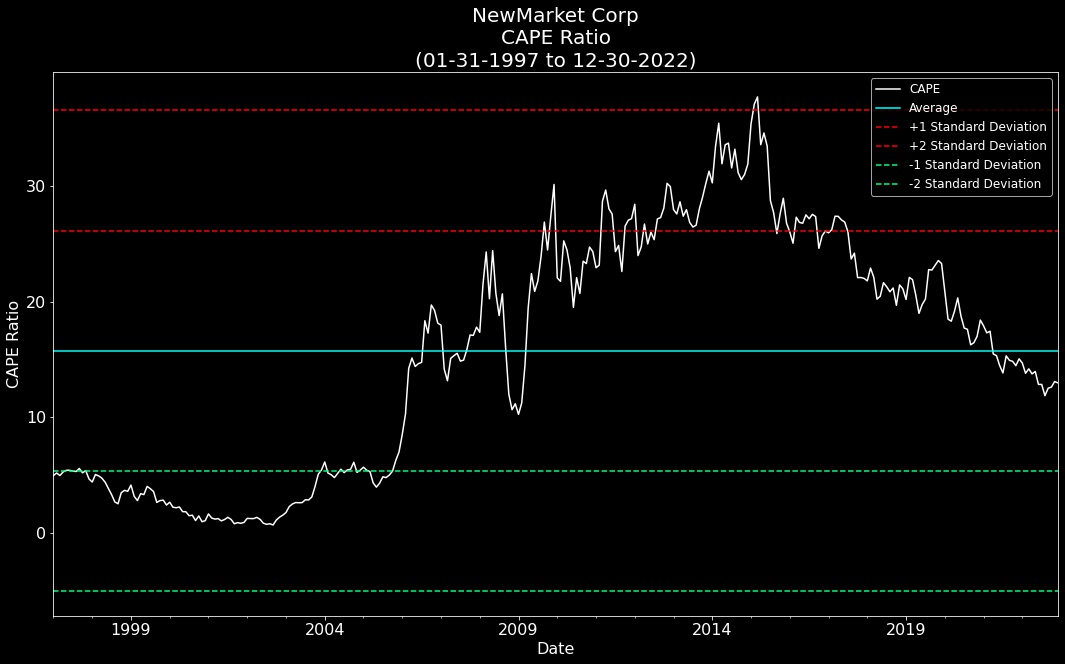 NewMarket Corp
CAPE Ratio
(01-31-1997 to 12-30-2022)
CAPE
Average
+1 Standard Deviation
+2 Standard Deviation
-1 Standard Deviation
-2 Standard Deviation
CAPE Ratio
30
20
10
0
1999
2004
2009
2014
2019
Date